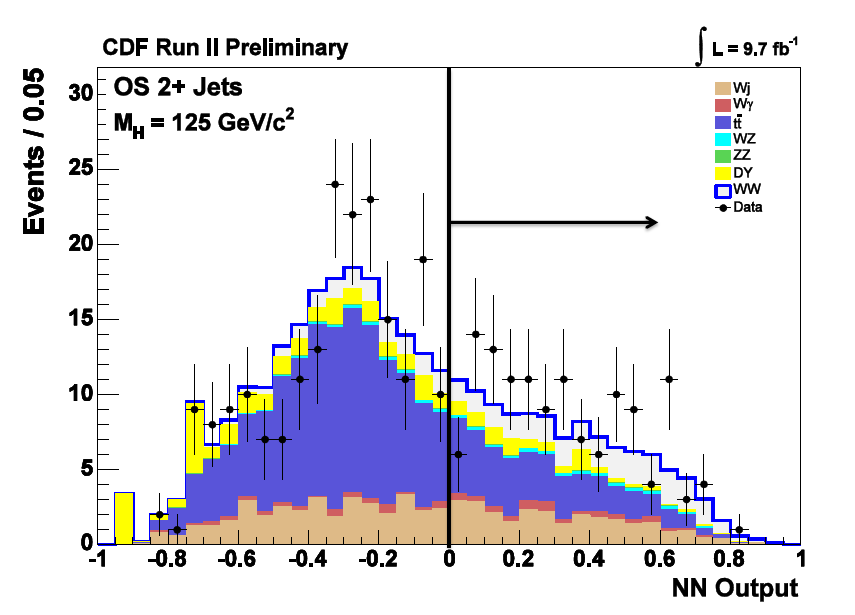 CDF Run II Preliminary
∫ L = 9.7 fb⁻¹
OS 2+ Jets
M_H = 125 GeV/c²
Wj
Wγ
tt̄
WZ
ZZ
DY
WW
Data
Events / 0.05
30
25
20
15
10
5
0
-1 -0.8 -0.6 -0.4 -0.2 0 0.2 0.4 0.6 0.8 1
NN Output